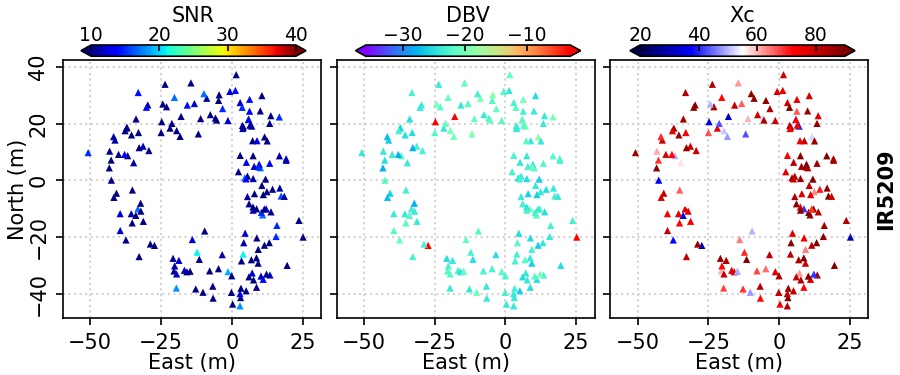 SNR DBV Xc
10 20 30 40 −30 −20 −10 20 40 60 80
40
20
0
−20
−40
North (m)
IR5209
−50 −25 0 25 −50 −25 0 25 −50 −25 0 25
East (m) East (m) East (m)